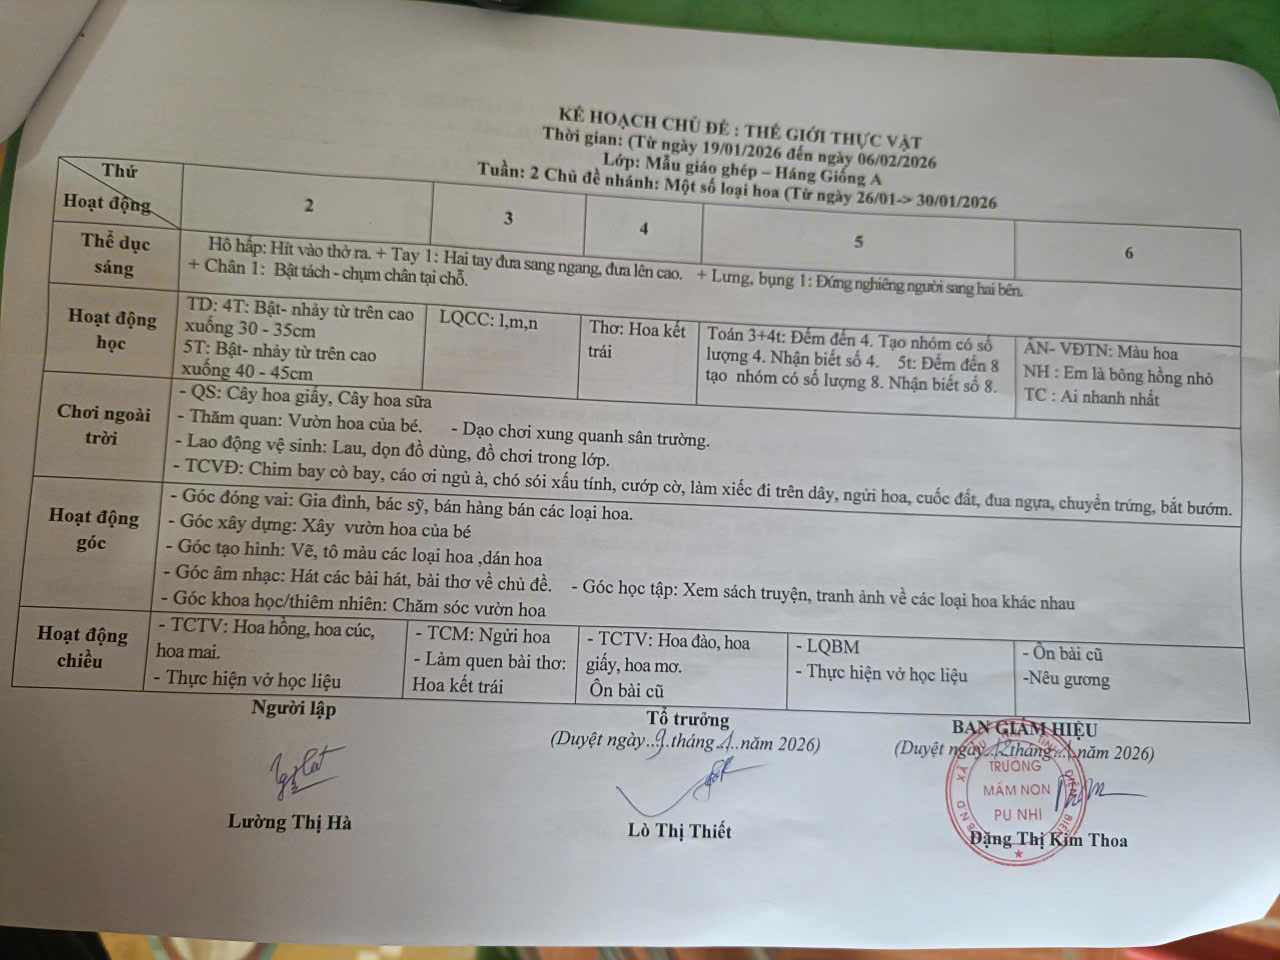 KẾ HOẠCH CHỦ ĐỀ : THẾ GIỚI THỰC VẬT
Thời gian: (Từ ngày 19/01/2026 đến ngày 06/02/2026
Lớp: Mẫu giáo ghép – Háng Giống A
Tuần: 2 Chủ đề nhánh: Một số loại hoa (Từ ngày 26/01-> 30/01/2026
Thứ
Hoạt động
2
3
4
5
6
Thể dục
sáng
Hô hấp: Hít vào thở ra. + Tay 1: Hai tay đưa sang ngang, đưa lên cao. + Lưng, bụng 1: Đứng nghiêng người sang hai bên.
+ Chân 1: Bật tách - chụm chân tại chỗ.
Hoạt động
học
TD: 4T: Bật- nhảy từ trên cao
xuống 30 - 35cm
5T: Bật- nhảy từ trên cao
xuống 40 - 45cm
LQCC: l,m,n
Thơ: Hoa kết
trái
Toán 3+4t: Đếm đến 4. Tạo nhóm có số
lượng 4. Nhận biết số 4. 5t: Đếm đến 8
tạo nhóm có số lượng 8. Nhận biết số 8.
ÂN- VĐTN: Màu hoa
NH : Em là bông hồng nhỏ
TC : Ai nhanh nhất
Chơi ngoài
trời
- QS: Cây hoa giấy, Cây hoa sữa
- Thăm quan: Vườn hoa của bé. - Dạo chơi xung quanh sân trường.
- Lao động vệ sinh: Lau, dọn đồ dùng, đồ chơi trong lớp.
- TCVĐ: Chim bay cò bay, cáo ơi ngủ à, chó sói xấu tính, cướp cờ, làm xiếc đi trên dây, ngửi hoa, cuốc đất, đua ngựa, chuyền trứng, bắt bướm.
Hoạt động
góc
- Góc đóng vai: Gia đình, bác sỹ, bán hàng bán các loại hoa.
- Góc xây dựng: Xây vườn hoa của bé
- Góc tạo hình: Vẽ, tô màu các loại hoa ,dán hoa
- Góc âm nhạc: Hát các bài hát, bài thơ về chủ đề. - Góc học tập: Xem sách truyện, tranh ảnh về các loại hoa khác nhau
- Góc khoa học/thiêm nhiên: Chăm sóc vườn hoa
Hoạt động
chiều
- TCTV: Hoa hồng, hoa cúc,
hoa mai.
- Thực hiện vở học liệu
- TCM: Ngửi hoa
- Làm quen bài thơ:
Hoa kết trái
- TCTV: Hoa đào, hoa
giấy, hoa mơ.
Ôn bài cũ
- LQBM
- Thực hiện vở học liệu
- Ôn bài cũ
-Nêu gương
Người lập
Lường Thị Hà
Tổ trưởng
(Duyệt ngày..9.tháng..1..năm 2026)
Lò Thị Thiết
BAN GIÁM HIỆU
(Duyệt ngày...tháng...năm 2026)
TRƯỜNG
MẦM NON
PU NHI
Đặng Thị Kim Thoa